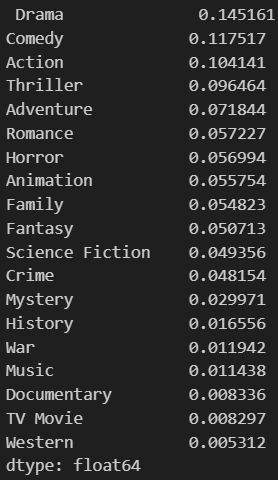 Drama 0.145161
Comedy 0.117517
Action 0.104141
Thriller 0.096464
Adventure 0.071844
Romance 0.057227
Horror 0.056994
Animation 0.055754
Family 0.054823
Fantasy 0.050713
Science Fiction 0.049356
Crime 0.048154
Mystery 0.029971
History 0.016556
War 0.011942
Music 0.011438
Documentary 0.008336
TV Movie 0.008297
Western 0.005312
dtype: float64